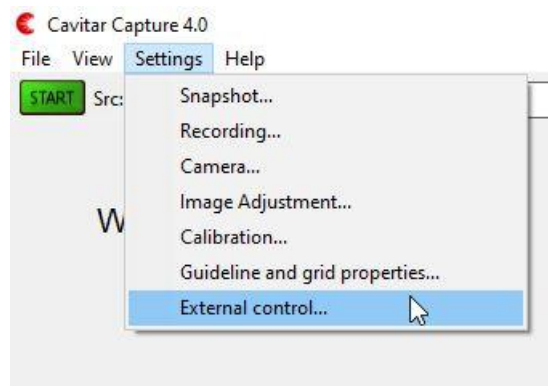 Cavitar Capture 4.0
File View Settings Help
START Src:
Snapshot...
Recording...
Camera...
Image Adjustment...
W
Calibration...
Guideline and grid properties...
External control...